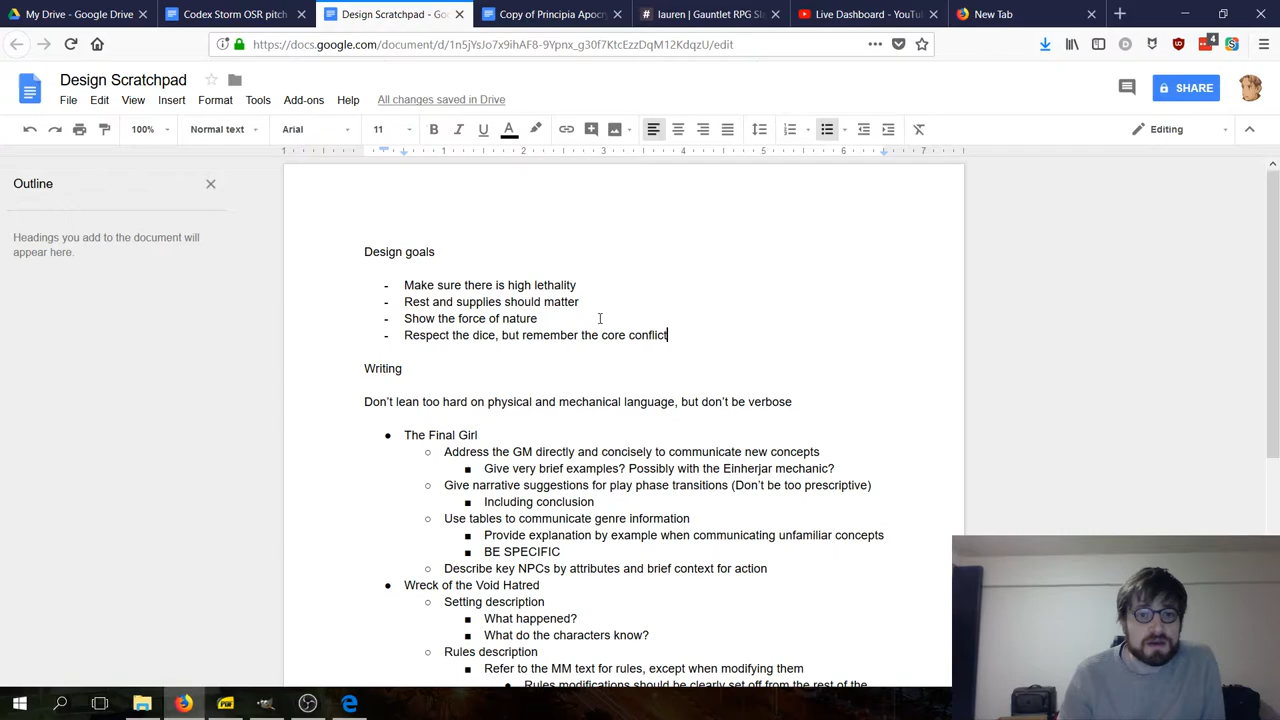 My Drive - Google Drive
Codex Storm OSR pitch
Design Scratchpad - Go
Copy of Principia Apocr
lauren | Gauntlet RPG Sl
Live Dashboard - YouTu
New Tab
https://docs.google.com/document/d/1n5jYsJo7x9ihAF8-9Ypnx_g30f7KtcEzzDqM12KdqzU/edit
4
Design Scratchpad
File Edit View Insert Format Tools Add-ons Help All changes saved in Drive
SHARE
100% Normal text Arial 11 B I U A Editing
1 1 2 3 4 5 6 7
Outline
Headings you add to the document will
appear here.
Design goals
- Make sure there is high lethality
- Rest and supplies should matter
- Show the force of nature
- Respect the dice, but remember the core conflict
Writing
Don't lean too hard on physical and mechanical language, but don't be verbose
● The Final Girl
○ Address the GM directly and concisely to communicate new concepts
■ Give very brief examples? Possibly with the Einherjar mechanic?
○ Give narrative suggestions for play phase transitions (Don't be too prescriptive)
■ Including conclusion
○ Use tables to communicate genre information
■ Provide explanation by example when communicating unfamiliar concepts
■ BE SPECIFIC
○ Describe key NPCs by attributes and brief context for action
● Wreck of the Void Hatred
○ Setting description
■ What happened?
■ What do the characters know?
○ Rules description
■ Refer to the MM text for rules, except when modifying them
● Rules modifications should be clearly set off from the rest of the